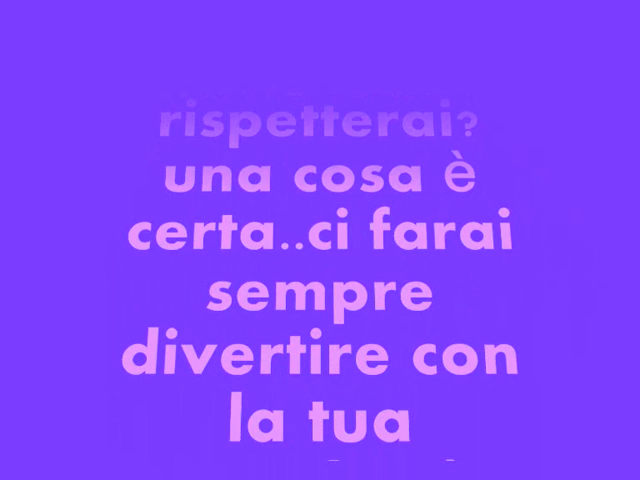 rispetterai?
una cosa è
certa..ci farai
sempre
divertire con
la tua